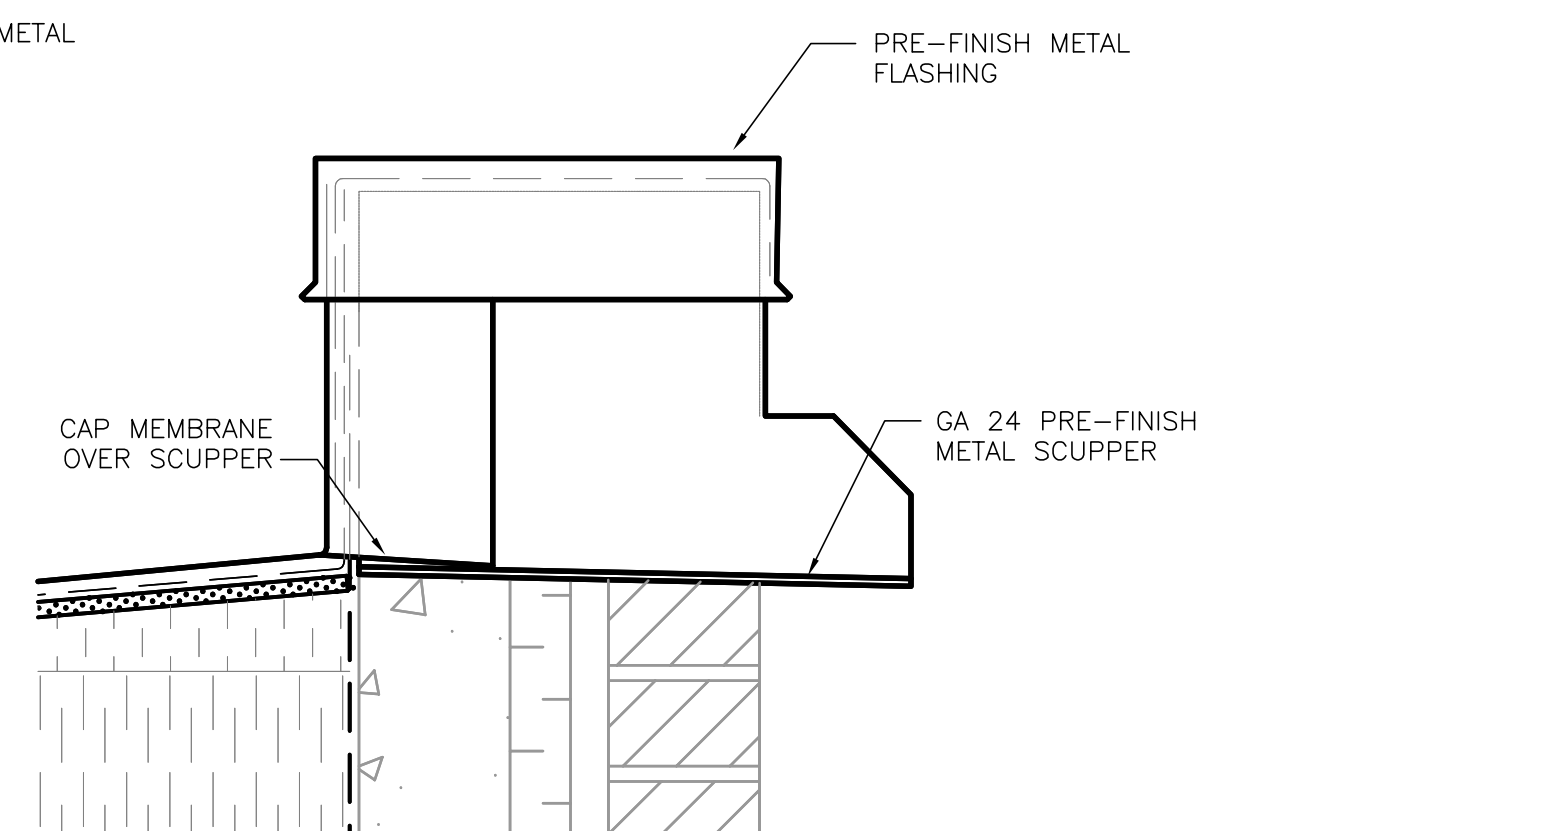 METAL
PRE-FINISH METAL
FLASHING
CAP MEMBRANE
OVER SCUPPER
GA 24 PRE-FINISH
METAL SCUPPER